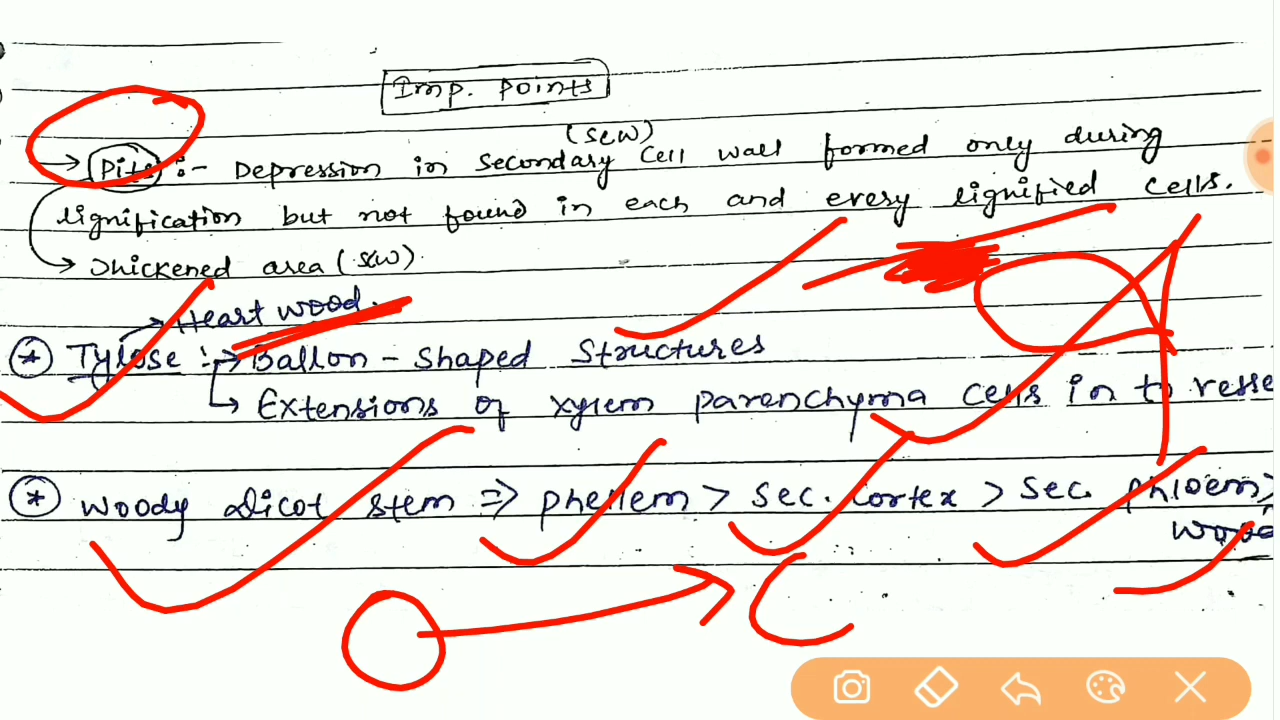 Imp. Points
(SCW)
→ Pits :- Depression in Secondary Cell wall formed only during
lignification but not found in each and every lignified cells.
→ Thickened area (SCW).
→ Heart wood.
* Tylose :→ Ballon - shaped Structures
→ Extensions of xylem parenchyma cells in to vesse
* Woody dicot stem ⇒ phellem > Sec. Cortex > Sec. phloem >
wood